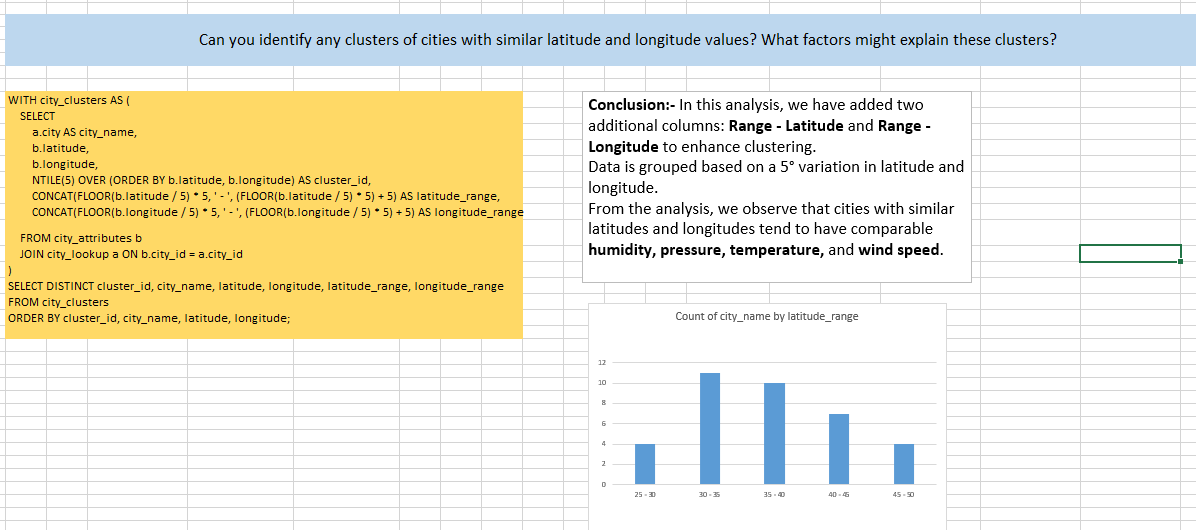 Can you identify any clusters of cities with similar latitude and longitude values? What factors might explain these clusters?
WITH city_clusters AS (
SELECT
a.city AS city_name,
b.latitude,
b.longitude,
NTILE(5) OVER (ORDER BY b.latitude, b.longitude) AS cluster_id,
CONCAT(FLOOR(b.latitude / 5) * 5, ' - ', (FLOOR(b.latitude / 5) * 5) + 5) AS latitude_range,
CONCAT(FLOOR(b.longitude / 5) * 5, ' - ', (FLOOR(b.longitude / 5) * 5) + 5) AS longitude_range
FROM city_attributes b
JOIN city_lookup a ON b.city_id = a.city_id
)
SELECT DISTINCT cluster_id, city_name, latitude, longitude, latitude_range, longitude_range
FROM city_clusters
ORDER BY cluster_id, city_name, latitude, longitude;
Conclusion:- In this analysis, we have added two
additional columns: Range - Latitude and Range -
Longitude to enhance clustering.
Data is grouped based on a 5° variation in latitude and
longitude.
From the analysis, we observe that cities with similar
latitudes and longitudes tend to have comparable
humidity, pressure, temperature, and wind speed.
Count of city_name by latitude_range
12
10
8
6
4
2
0
25 - 30 30 - 35 35 - 40 40 - 45 45 - 50